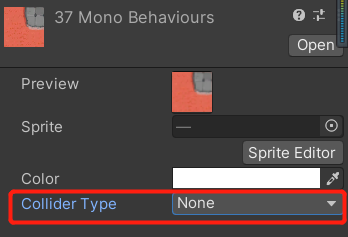 37 Mono Behaviours
Open
Preview
Sprite —
Sprite Editor
Color
Collider Type None